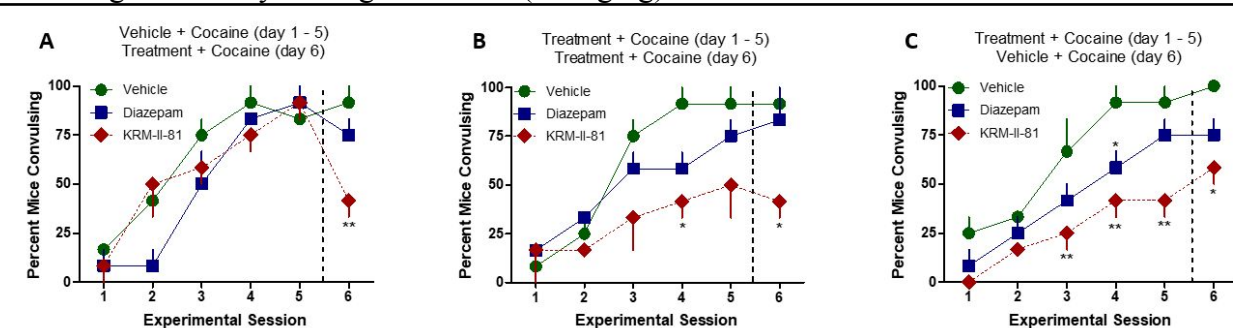 A
Vehicle + Cocaine (day 1 - 5)
Treatment + Cocaine (day 6)
Percent Mice Convulsing
100
75
50
25
0
Vehicle
Diazepam
KRM-II-81
**
1 2 3 4 5 6
Experimental Session
B
Treatment + Cocaine (day 1 - 5)
Treatment + Cocaine (day 6)
Percent Mice Convulsing
100
75
50
25
0
Vehicle
Diazepam
KRM-II-81
* *
1 2 3 4 5 6
Experimental Session
C
Treatment + Cocaine (day 1 - 5)
Vehicle + Cocaine (day 6)
Percent Mice Convulsing
100
75
50
25
0
Vehicle
Diazepam
KRM-II-81
*
** ** ** *
1 2 3 4 5 6
Experimental Session